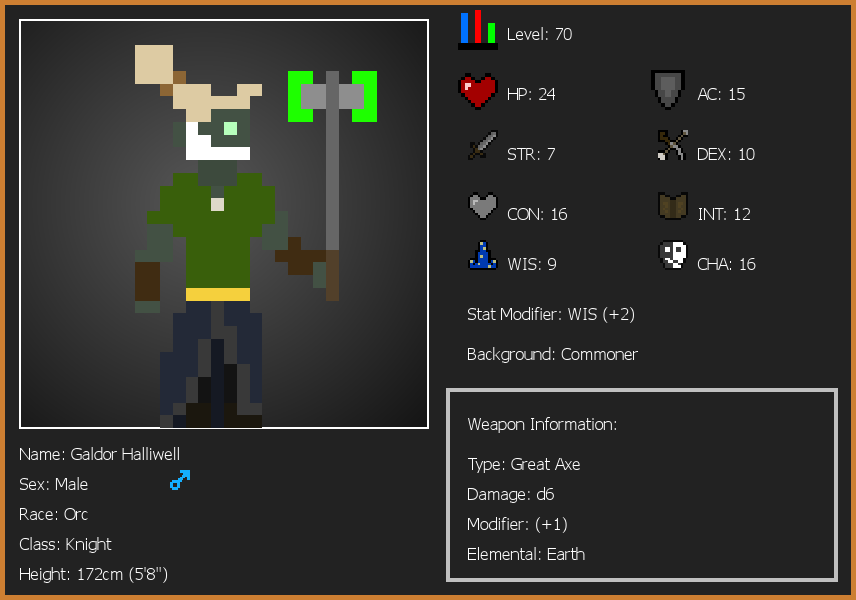 Level: 70
HP: 24
AC: 15
STR: 7
DEX: 10
CON: 16
INT: 12
WIS: 9
CHA: 16
Stat Modifier: WIS (+2)
Background: Commoner
Weapon Information:
Type: Great Axe
Damage: d6
Modifier: (+1)
Elemental: Earth
Name: Galdor Halliwell
Sex: Male
Race: Orc
Class: Knight
Height: 172cm (5'8")